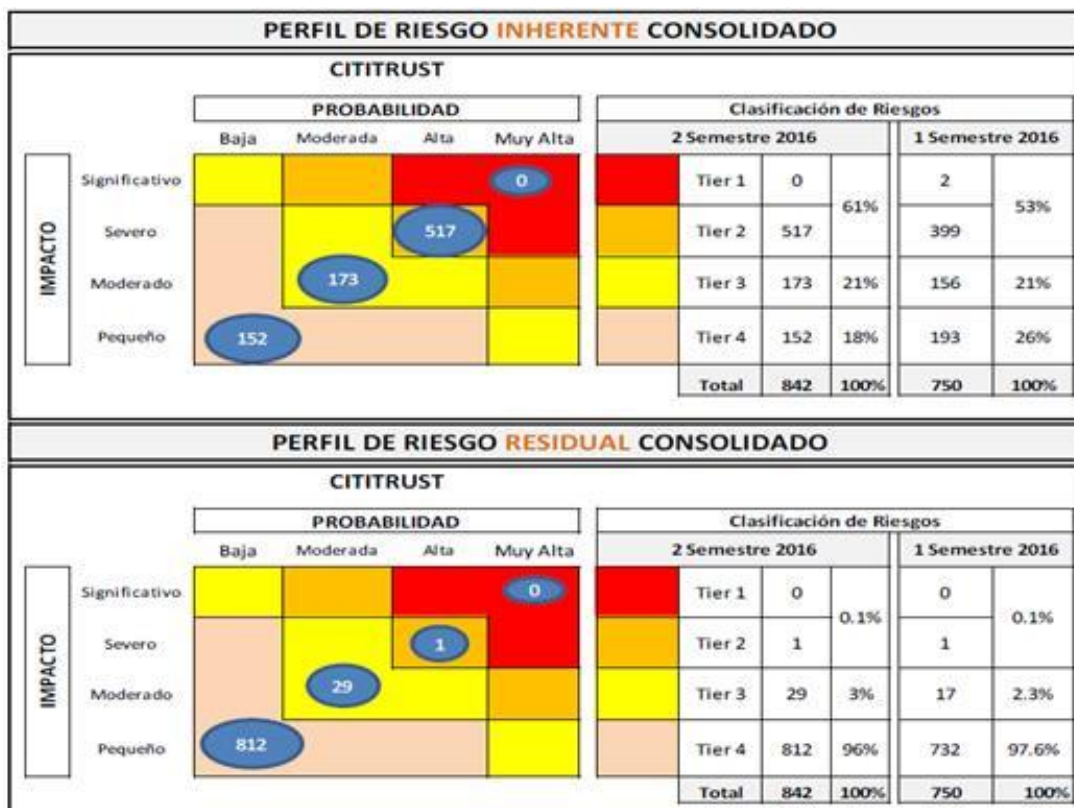 PERFIL DE RIESGO INHERENTE CONSOLIDADO
CITITRUST
PROBABILIDAD
Clasificación de Riesgos
Baja Moderada Alta Muy Alta
2 Semestre 2016 1 Semestre 2016
IMPACTO
Significativo 0 Tier 1 0 2
61% 53%
Severo 517 Tier 2 517 399
Moderado 173 Tier 3 173 21% 156 21%
Pequeño 152 Tier 4 152 18% 193 26%
Total 842 100% 750 100%
PERFIL DE RIESGO RESIDUAL CONSOLIDADO
CITITRUST
PROBABILIDAD
Clasificación de Riesgos
Baja Moderada Alta Muy Alta
2 Semestre 2016 1 Semestre 2016
IMPACTO
Significativo 0 Tier 1 0 0
0.1% 0.1%
Severo 1 Tier 2 1 1
Moderado 29 Tier 3 29 3% 17 2.3%
Pequeño 812 Tier 4 812 96% 732 97.6%
Total 842 100% 750 100%